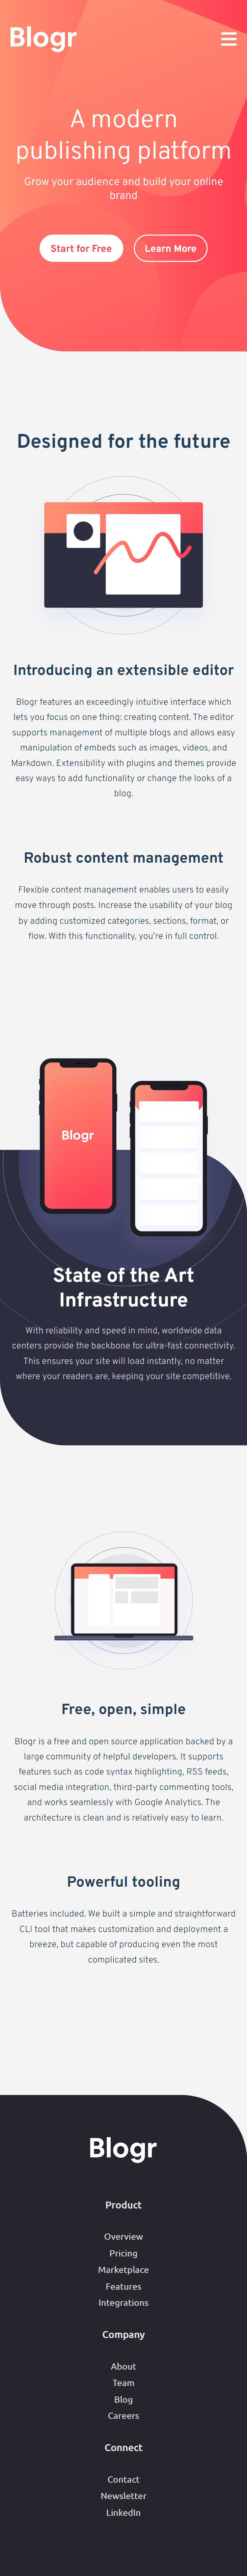 Blogr
A modern
publishing platform
Grow your audience and build your online
brand
Start for Free
Learn More
Designed for the future
Introducing an extensible editor
Blogr features an exceedingly intuitive interface which
lets you focus on one thing: creating content. The editor
supports management of multiple blogs and allows easy
manipulation of embeds such as images, videos, and
Markdown. Extensibility with plugins and themes provide
easy ways to add functionality or change the looks of a
blog.
Robust content management
Flexible content management enables users to easily
move through posts. Increase the usability of your blog
by adding customized categories, sections, format, or
flow. With this functionality, you're in full control.
Blogr
State of the Art
Infrastructure
With reliability and speed in mind, worldwide data
centers provide the backbone for ultra-fast connectivity.
This ensures your site will load instantly, no matter
where your readers are, keeping your site competitive.
Free, open, simple
Blogr is a free and open source application backed by a
large community of helpful developers. It supports
features such as code syntax highlighting, RSS feeds,
social media integration, third-party commenting tools,
and works seamlessly with Google Analytics. The
architecture is clean and is relatively easy to learn.
Powerful tooling
Batteries included. We built a simple and straightforward
CLI tool that makes customization and deployment a
breeze, but capable of producing even the most
complicated sites.
Blogr
Product
Overview
Pricing
Marketplace
Features
Integrations
Company
About
Team
Blog
Careers
Connect
Contact
Newsletter
LinkedIn